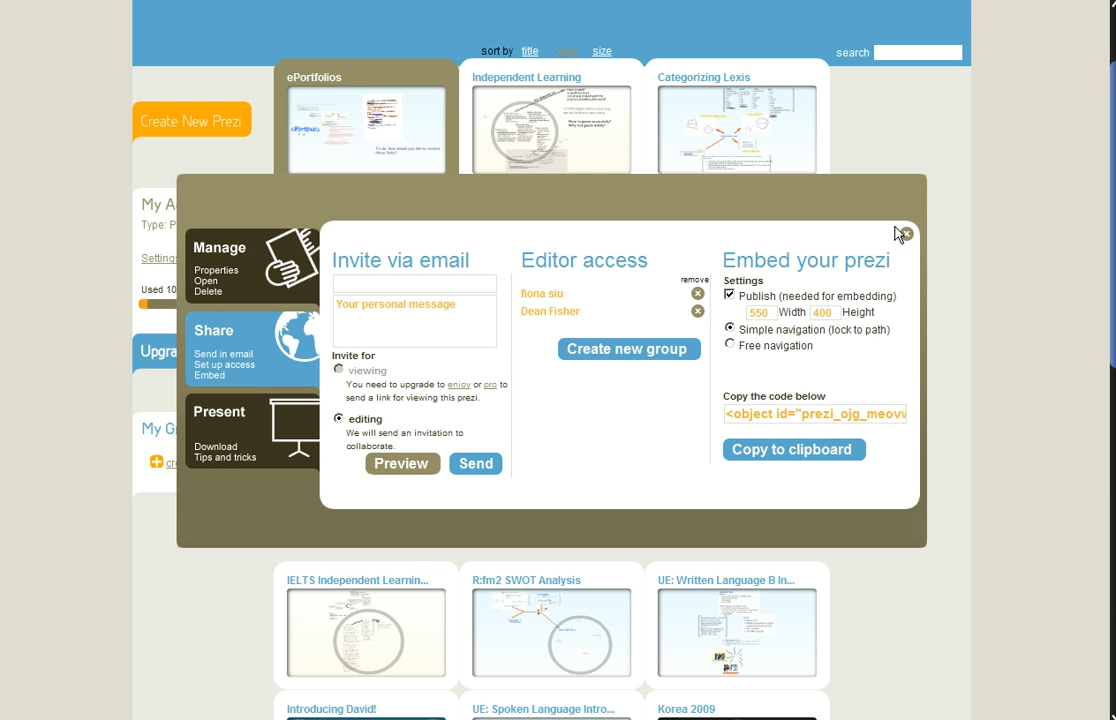 sort by title date size
search
ePortfolios
Independent Learning
Categorizing Lexis
Create New Prezi
My A
Type: P
Settings
Used 10
Upgra
My G
cre
Manage
Properties
Open
Delete
Share
Send in email
Set up access
Embed
Present
Download
Tips and tricks
Invite via email
Your personal message
Invite for
viewing
You need to upgrade to enjoy or pro to
send a link for viewing this prezi.
editing
We will send an invitation to
collaborate.
Preview
Send
Editor access
remove
fiona siu
Dean Fisher
Create new group
Embed your prezi
Settings
Publish (needed for embedding)
550 Width 400 Height
Simple navigation (lock to path)
Free navigation
Copy the code below
<object id="prezi_ojg_meovv
Copy to clipboard
IELTS Independent Learnin...
R:fm2 SWOT Analysis
UE: Written Language B In...
Introducing David!
UE: Spoken Language Intro...
Korea 2009